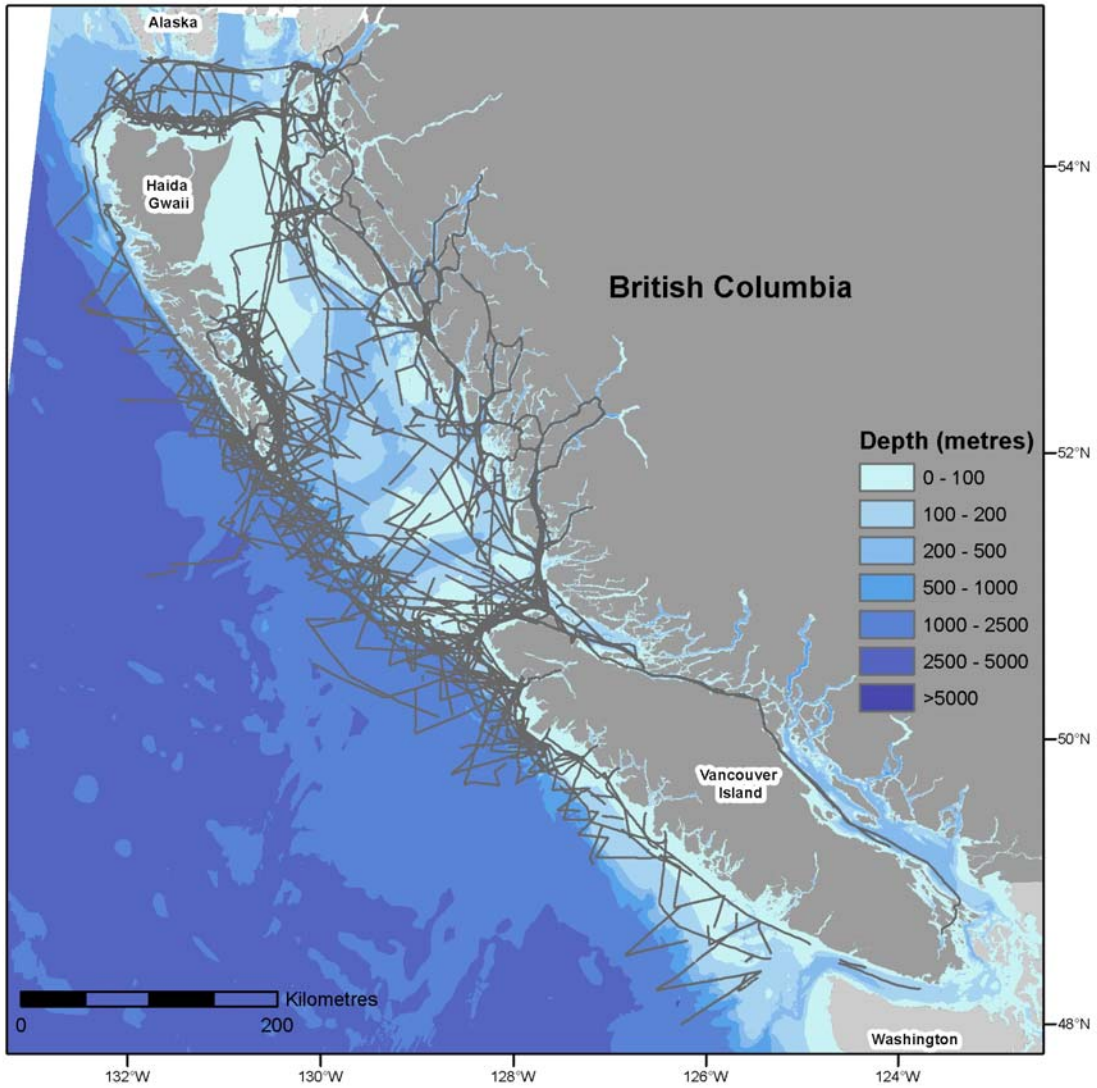 Alaska
54°N
Haida
Gwaii
British Columbia
Depth (metres)
0 - 100
100 - 200
200 - 500
500 - 1000
1000 - 2500
2500 - 5000
>5000
52°N
50°N
Vancouver
Island
Kilometres
0
200
48°N
Washington
132°W
130°W
128°W
126°W
124°W